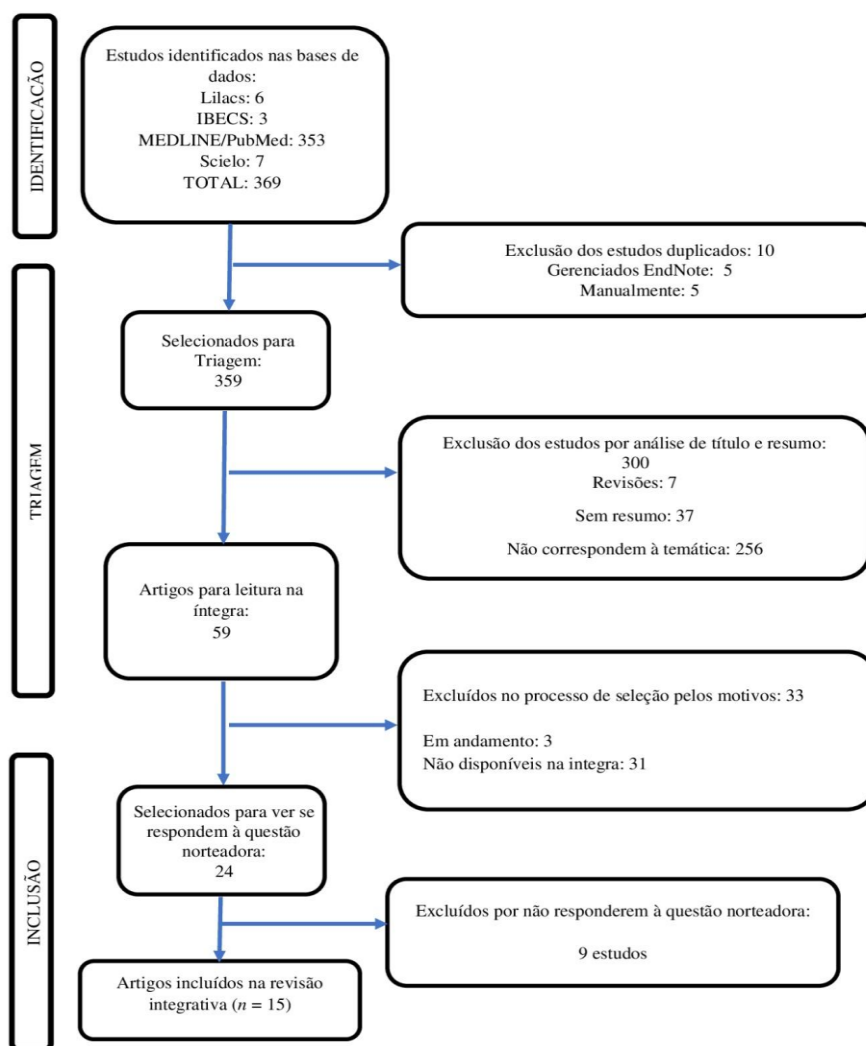 IDENTIFICACÃO
Estudos identificados nas bases de
dados:
Lilacs: 6
IBECS: 3
MEDLINE/PubMed: 353
Scielo: 7
TOTAL: 369
Exclusão dos estudos duplicados: 10
Gerenciados EndNote: 5
Manualmente: 5
TRIAGEM
Selecionados para
Triagem:
359
Exclusão dos estudos por análise de título e resumo:
300
Revisões: 7
Sem resumo: 37
Não correspondem à temática: 256
Artigos para leitura na
íntegra:
59
Excluídos no processo de seleção pelos motivos: 33
Em andamento: 3
Não disponíveis na integra: 31
INCLUSÃO
Selecionados para ver se
respondem à questão
norteadora:
24
Excluídos por não responderem à questão norteadora:
9 estudos
Artigos incluídos na revisão
integrativa (n = 15)